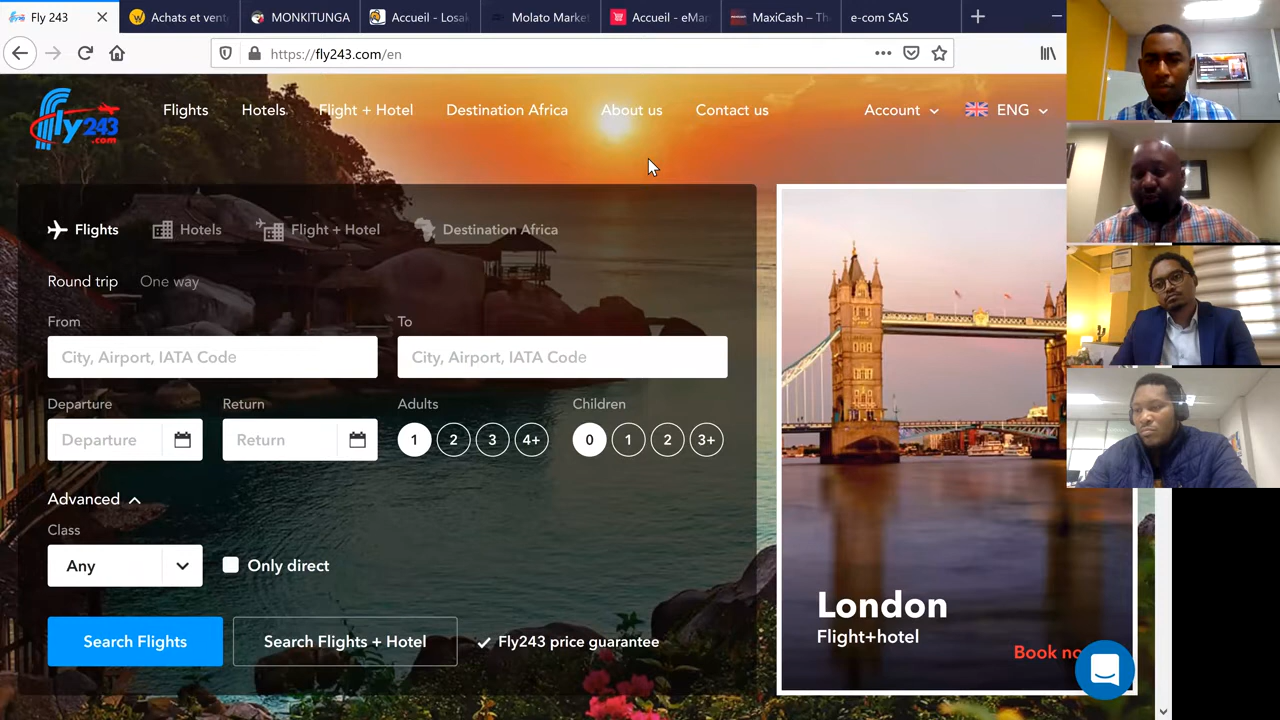 Fly 243
Achats et vent
MONKITUNGA
Accueil - Losa
Molato Market
Accueil - eMar
MaxiCash – Th
e-com SAS
https://fly243.com/en
fly243
.com
Flights
Hotels
Flight + Hotel
Destination Africa
About us
Contact us
Account
ENG
Flights
Hotels
Flight + Hotel
Destination Africa
Round trip
One way
From
To
City, Airport, IATA Code
City, Airport, IATA Code
Departure
Return
Adults
Children
Departure
Return
1
2
3
4+
0
1
2
3+
Advanced
Class
Any
Only direct
Search Flights
Search Flights + Hotel
Fly243 price guarantee
London
Flight+hotel
Book no